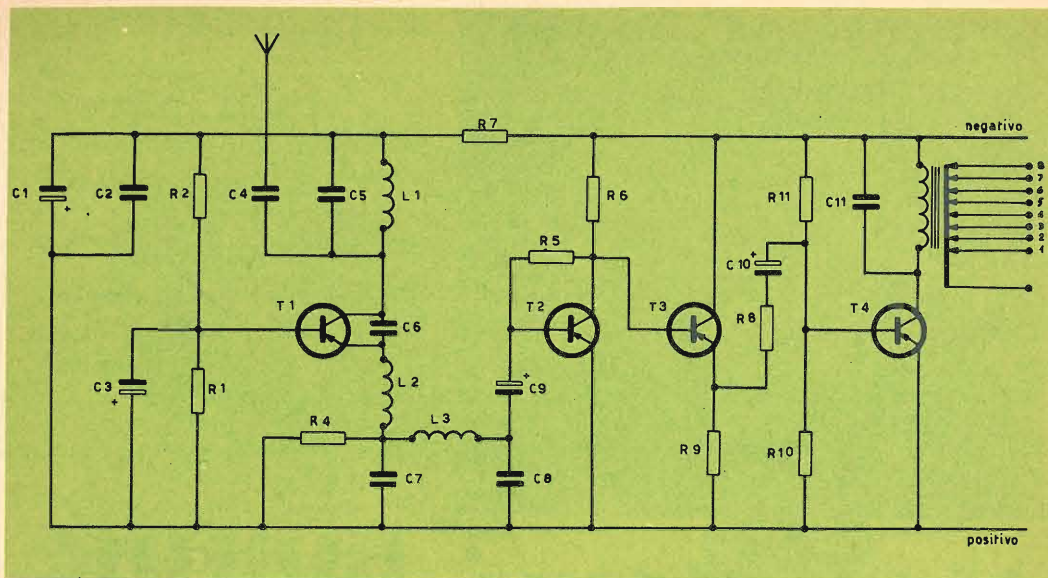 R7
negativo
C1
+
C2
R2
C4
C5
L1
R6
R11
C11
8
7
6
5
4
3
2
1
R5
C10
+
T1
C6
T2
T3
R8
T4
C3
+
R1
L2
+
C9
R4
L3
R9
R10
C7
C8
positivo